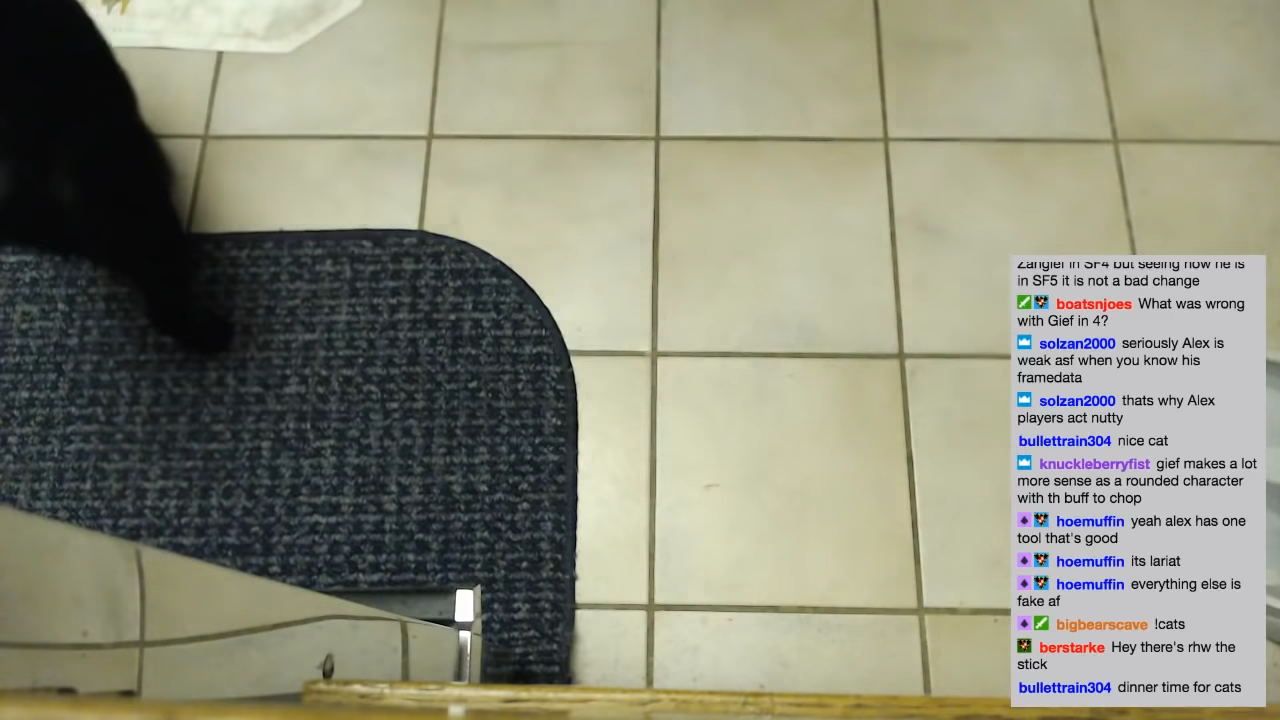 Zangief in SF4 but seeing how he is
in SF5 it is not a bad change
boatsnjoes What was wrong
with Gief in 4?
solzan2000 seriously Alex is
weak asf when you know his
framedata
solzan2000 thats why Alex
players act nutty
bullettrain304 nice cat
knuckleberryfist gief makes a lot
more sense as a rounded character
with th buff to chop
hoemuffin yeah alex has one
tool that's good
hoemuffin its lariat
hoemuffin everything else is
fake af
bigbearscave !cats
berstarke Hey there's rhw the
stick
bullettrain304 dinner time for cats